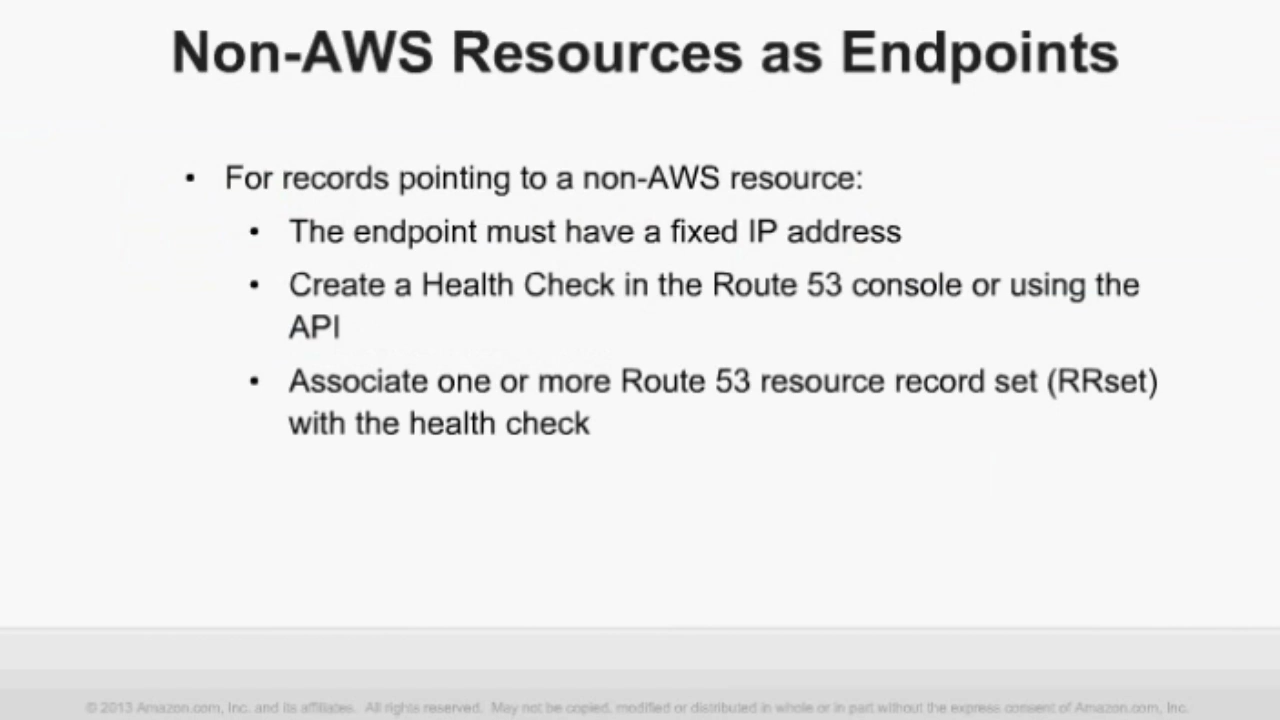 Non-AWS Resources as Endpoints
• For records pointing to a non-AWS resource:
• The endpoint must have a fixed IP address
• Create a Health Check in the Route 53 console or using the
API
• Associate one or more Route 53 resource record set (RRset)
with the health check
© 2013 Amazon.com, Inc. and its affiliates. All rights reserved. May not be copied, modified or distributed in whole or in part without the express consent of Amazon.com, Inc.